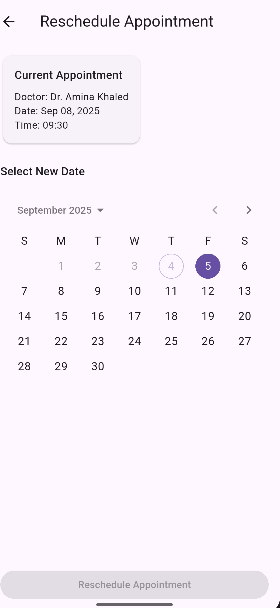 Reschedule Appointment
Current Appointment
Doctor: Dr. Amina Khaled
Date: Sep 08, 2025
Time: 09:30
Select New Date
September 2025
S M T W T F S
1 2 3 4 5 6
7 8 9 10 11 12 13
14 15 16 17 18 19 20
21 22 23 24 25 26 27
28 29 30
Reschedule Appointment